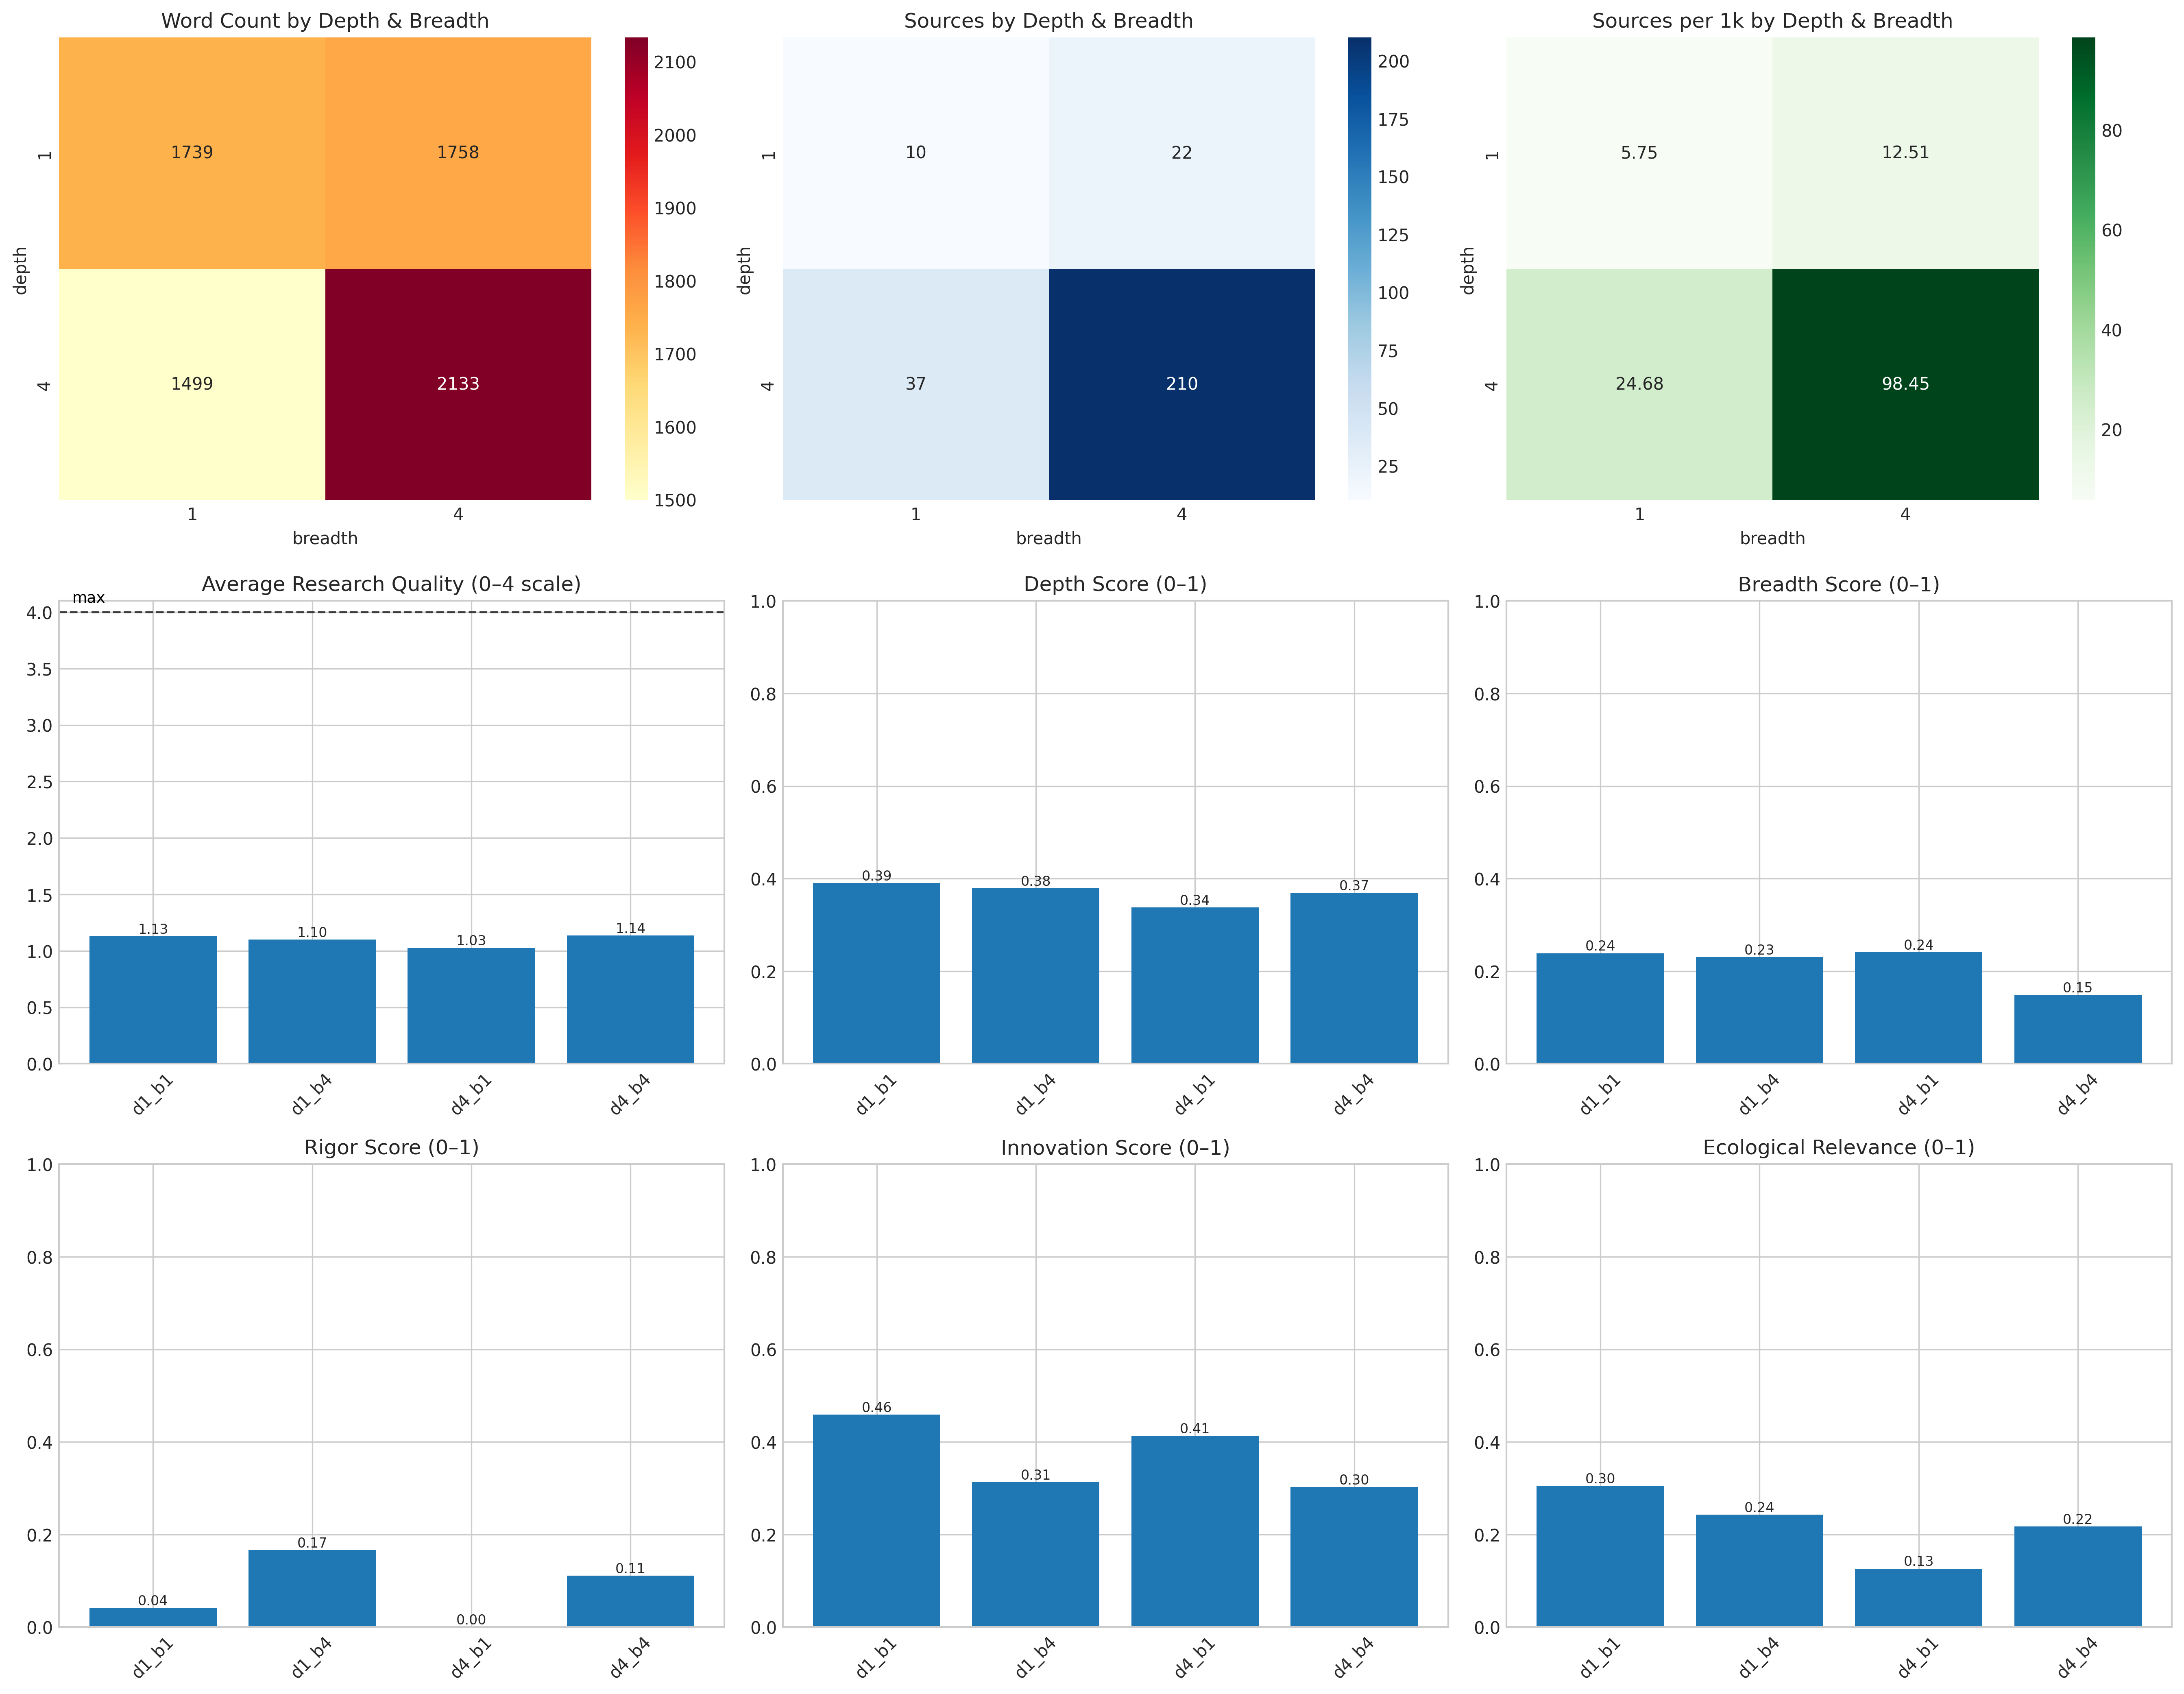 Word Count by Depth & Breadth
1739 1758
1499 2133
1
4
depth
1 4
breadth
2100
2000
1900
1800
1700
1600
1500
Sources by Depth & Breadth
10 22
37 210
1
4
depth
1 4
breadth
200
175
150
125
100
75
50
25
Sources per 1k by Depth & Breadth
5.75 12.51
24.68 98.45
1
4
depth
1 4
breadth
80
60
40
20
Average Research Quality (0–4 scale)
max
4.0
3.5
3.0
2.5
2.0
1.5
1.0
0.5
0.0
1.13 1.10 1.03 1.14
d1_b1 d1_b4 d4_b1 d4_b4
Depth Score (0–1)
1.0
0.8
0.6
0.4
0.2
0.0
0.39 0.38 0.34 0.37
d1_b1 d1_b4 d4_b1 d4_b4
Breadth Score (0–1)
1.0
0.8
0.6
0.4
0.2
0.0
0.24 0.23 0.24 0.15
d1_b1 d1_b4 d4_b1 d4_b4
Rigor Score (0–1)
1.0
0.8
0.6
0.4
0.2
0.0
0.04 0.17 0.00 0.11
d1_b1 d1_b4 d4_b1 d4_b4
Innovation Score (0–1)
1.0
0.8
0.6
0.4
0.2
0.0
0.46 0.31 0.41 0.30
d1_b1 d1_b4 d4_b1 d4_b4
Ecological Relevance (0–1)
1.0
0.8
0.6
0.4
0.2
0.0
0.30 0.24 0.13 0.22
d1_b1 d1_b4 d4_b1 d4_b4